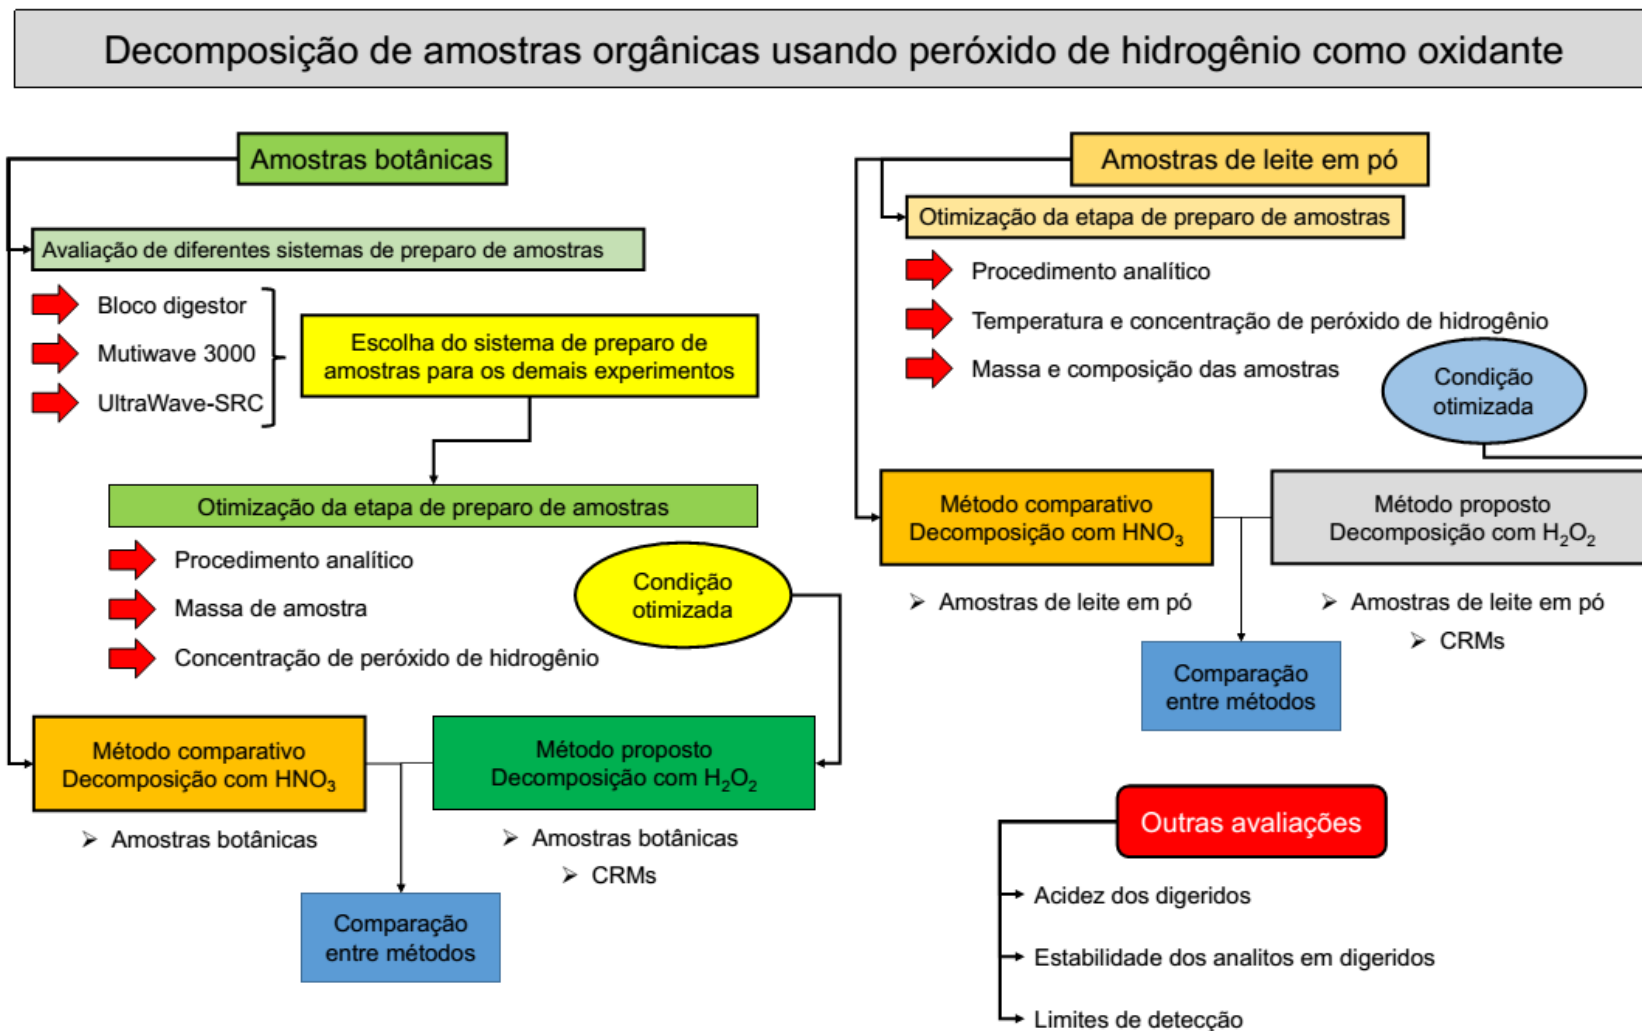 Decomposição de amostras orgânicas usando peróxido de hidrogênio como oxidante
Amostras botânicas
Avaliação de diferentes sistemas de preparo de amostras
Bloco digestor
Mutiwave 3000
UltraWave-SRC
Escolha do sistema de preparo de
amostras para os demais experimentos
Otimização da etapa de preparo de amostras
Procedimento analítico
Massa de amostra
Concentração de peróxido de hidrogênio
Condição
otimizada
Método comparativo
Decomposição com HNO₃
Amostras botânicas
Método proposto
Decomposição com H₂O₂
Amostras botânicas
CRMs
Comparação
entre métodos
Amostras de leite em pó
Otimização da etapa de preparo de amostras
Procedimento analítico
Temperatura e concentração de peróxido de hidrogênio
Massa e composição das amostras
Condição
otimizada
Método comparativo
Decomposição com HNO₃
Amostras de leite em pó
Método proposto
Decomposição com H₂O₂
Amostras de leite em pó
CRMs
Comparação
entre métodos
Outras avaliações
Acidez dos digeridos
Estabilidade dos analitos em digeridos
Limites de detecção